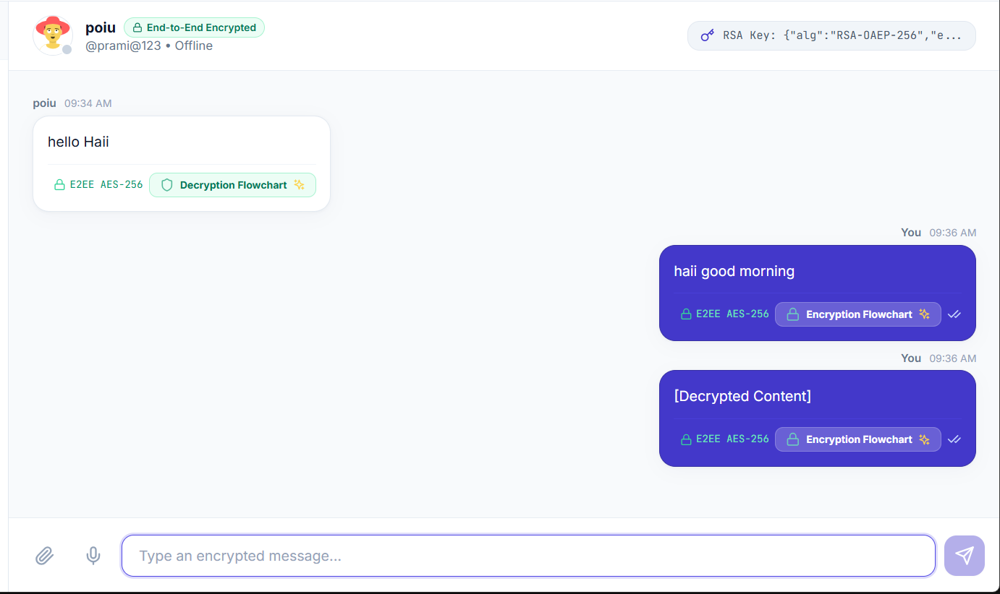 poiu End-to-End Encrypted
@prami@123 • Offline
RSA Key: {"alg":"RSA-OAEP-256","e...
poiu 09:34 AM
hello Haii
E2EE AES-256 Decryption Flowchart
You 09:36 AM
haii good morning
E2EE AES-256 Encryption Flowchart
You 09:36 AM
[Decrypted Content]
E2EE AES-256 Encryption Flowchart
Type an encrypted message...